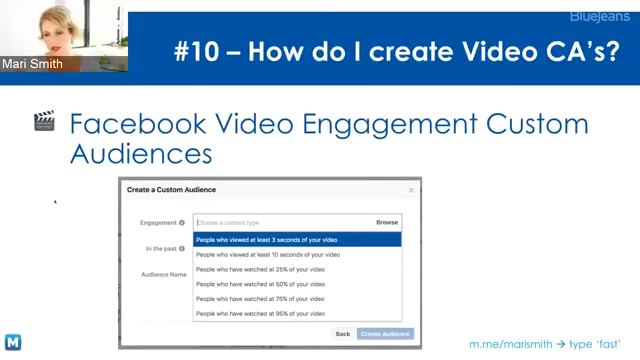 BlueJeans
Mari Smith
#10 – How do I create Video CA's?
Facebook Video Engagement Custom
Audiences
Create a Custom Audience
Engagement
Choose a content type
Browse
People who viewed at least 3 seconds of your video
In the past
People who viewed at least 10 seconds of your video
People who have watched at 25% of your video
Audience Name
People who have watched at 50% of your video
People who have watched at 75% of your video
People who have watched at 95% of your video
Back
Create Audience
M
m.me/marismith → type 'fast'